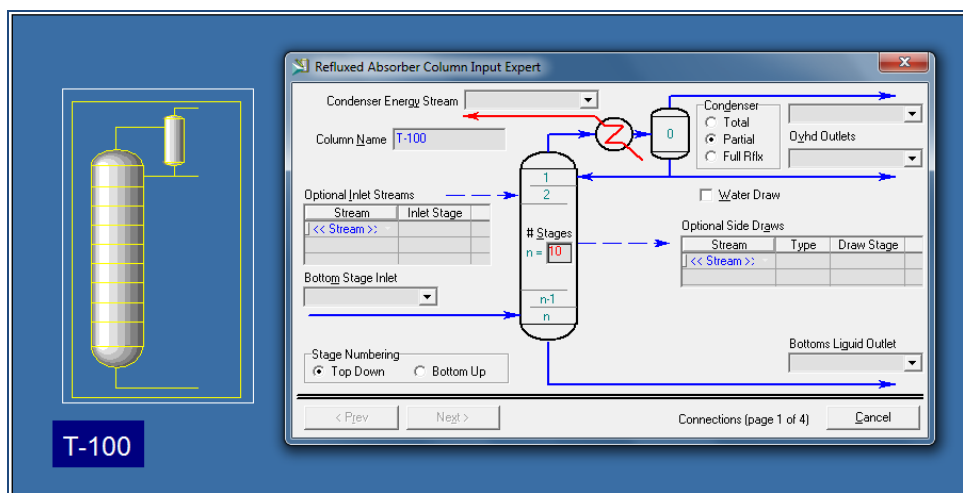 Refluxed Absorber Column Input Expert
Condenser Energy Stream
Column Name T-100
0
Condenser
Total
Partial
Full Rflx
Ovhd Outlets
Water Draw
Optional Inlet Streams
Stream Inlet Stage
<< Stream >>
1
2
# Stages
n = 10
n-1
n
Optional Side Draws
Stream Type Draw Stage
<< Stream >>
Bottom Stage Inlet
Stage Numbering
Top Down Bottom Up
Bottoms Liquid Outlet
< Prev Next > Connections (page 1 of 4) Cancel
T-100